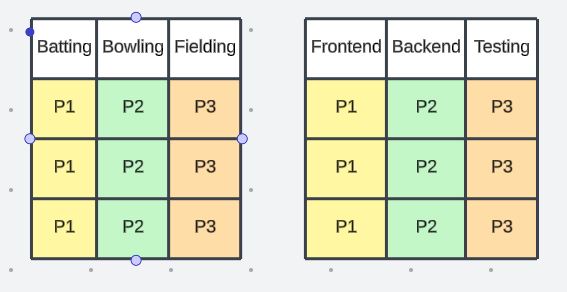 Batting Bowling Fielding
P1 P2 P3
P1 P2 P3
P1 P2 P3
Frontend Backend Testing
P1 P2 P3
P1 P2 P3
P1 P2 P3